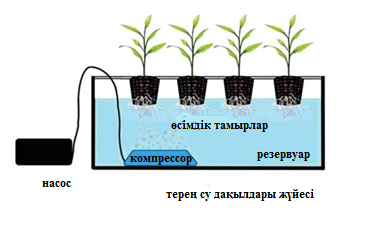 өсімдік тамырлар
компрессор
резервуар
насос
терең су дақылдары жүйесі